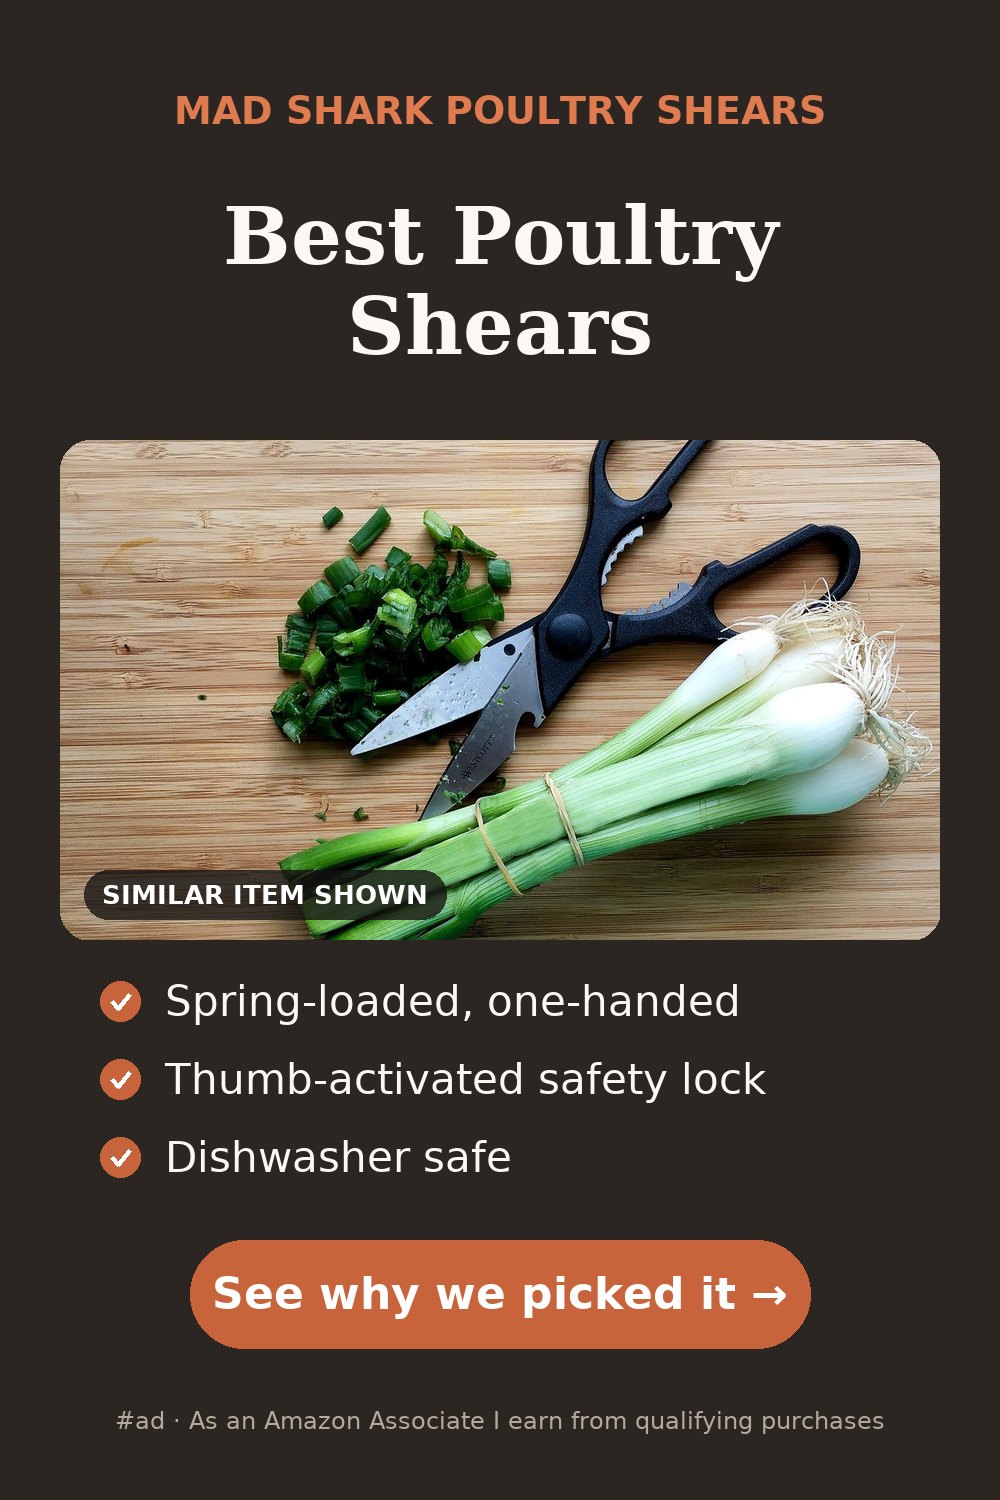 MAD SHARK POULTRY SHEARS
Best Poultry
Shears
WESTCOTT
SIMILAR ITEM SHOWN
Spring-loaded, one-handed
Thumb-activated safety lock
Dishwasher safe
See why we picked it →
#ad · As an Amazon Associate I earn from qualifying purchases